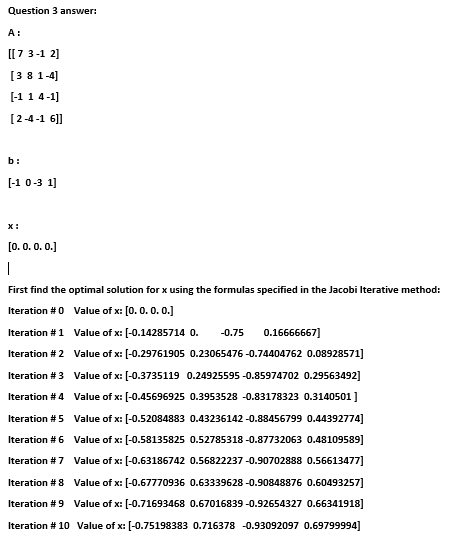 Question 3 answer:
A :
[[ 7 3 -1 2]
[ 3 8 1 -4]
[-1 1 4 -1]
[ 2 -4 -1 6]]
b :
[-1 0 -3 1]
x :
[0. 0. 0. 0.]
First find the optimal solution for x using the formulas specified in the Jacobi Iterative method:
Iteration # 0 Value of x: [0. 0. 0. 0.]
Iteration # 1 Value of x: [-0.14285714 0. -0.75 0.16666667]
Iteration # 2 Value of x: [-0.29761905 0.23065476 -0.74404762 0.08928571]
Iteration # 3 Value of x: [-0.3735119 0.24925595 -0.85974702 0.29563492]
Iteration # 4 Value of x: [-0.45696925 0.3953528 -0.83178323 0.3140501 ]
Iteration # 5 Value of x: [-0.52084883 0.43236142 -0.88456799 0.44392774]
Iteration # 6 Value of x: [-0.58135825 0.52785318 -0.87732063 0.48109589]
Iteration # 7 Value of x: [-0.63186742 0.56822237 -0.90702888 0.56613477]
Iteration # 8 Value of x: [-0.67770936 0.63339628 -0.90848876 0.60493257]
Iteration # 9 Value of x: [-0.71693468 0.67016839 -0.92654327 0.66341918]
Iteration # 10 Value of x: [-0.75198383 0.716378 -0.93092097 0.69799994]